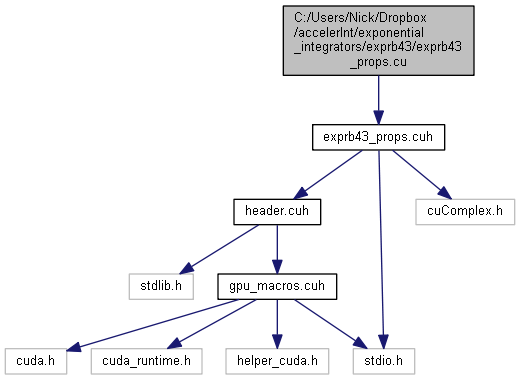 C:/Users/Nick/Dropbox
/accelerInt/exponential
_integrators/exprb43/exprb43
_props.cu
exprb43_props.cuh
header.cuh
cuComplex.h
stdlib.h
gpu_macros.cuh
cuda.h
cuda_runtime.h
helper_cuda.h
stdio.h